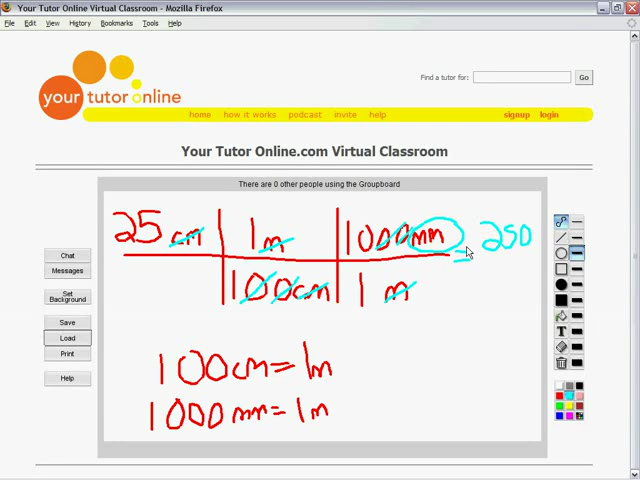 Your Tutor Online Virtual Classroom - Mozilla Firefox
File Edit View History Bookmarks Tools Help
your tutor online
Find a tutor for: Go
home how it works podcast invite help signup login
Your Tutor Online.com Virtual Classroom
There are 0 other people using the Groupboard
Chat
Messages
Set
Background
Save
Load
Print
Help
25 cm 1m 1000mm = 250
100cm 1 m
100cm=1m
1000mm=1m
T